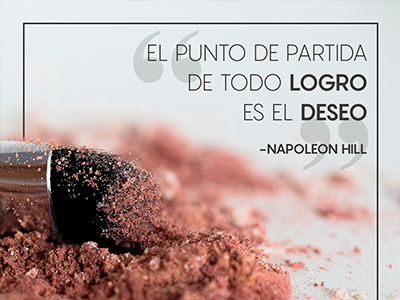 EL PUNTO DE PARTIDA
DE TODO LOGRO
ES EL DESEO
–NAPOLEON HILL